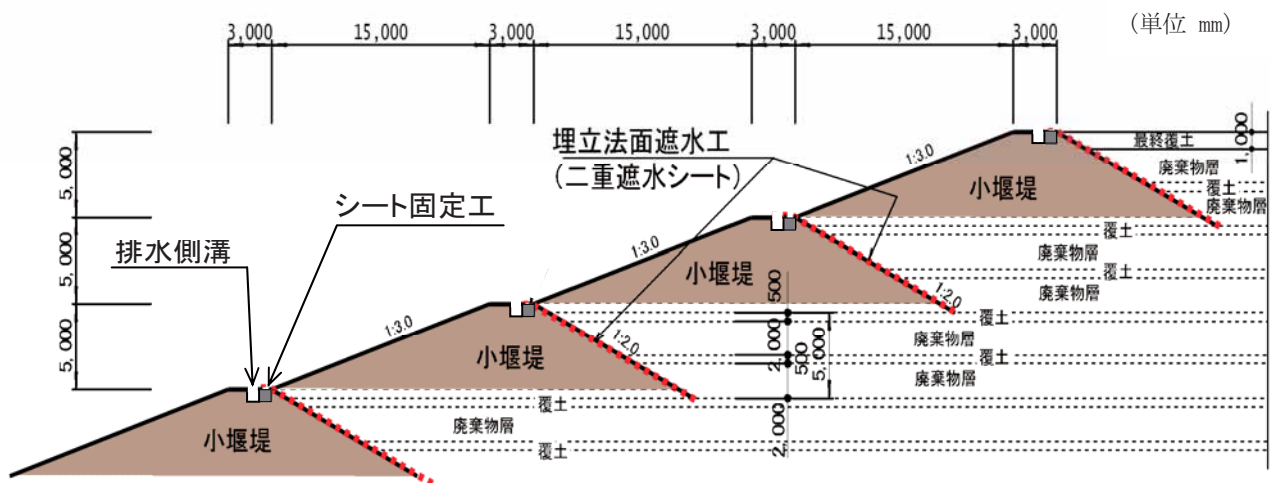 (単位 mm)
3,000 15,000 3,000 15,000 3,000 15,000 3,000
5,000
5,000
5,000
埋立法面遮水工
(二重遮水シート)
シート固定工
排水側溝
1:3.0
小堰堤
最終覆土
1,000
廃棄物層
覆土
廃棄物層
1:3.0
小堰堤
1:2.0
覆土
廃棄物層
覆土
廃棄物層
1:3.0
小堰堤
1:2.0
500
2,000
500
5,000
2,000
覆土
廃棄物層
覆土
廃棄物層
小堰堤
覆土
廃棄物層
覆土